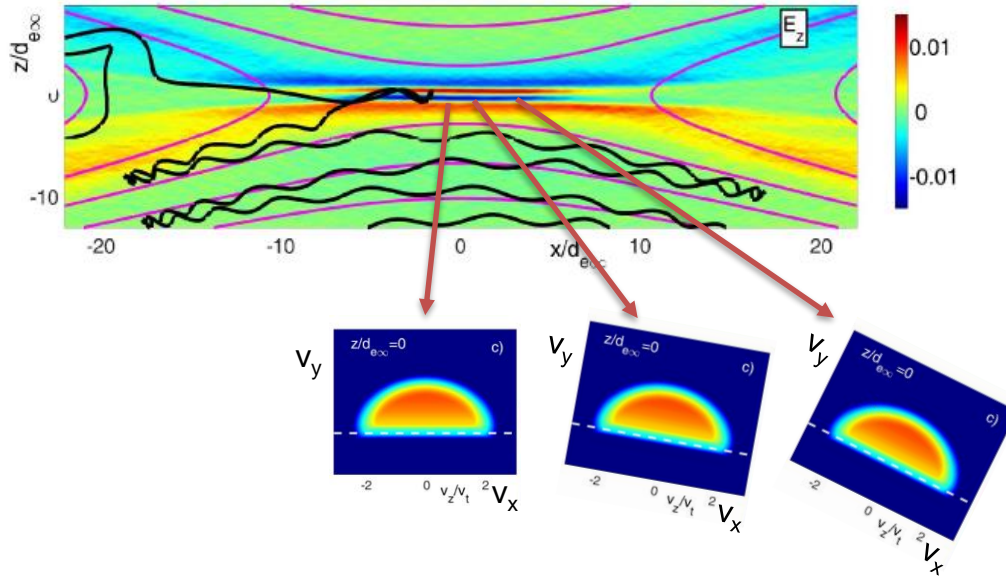 z/d_e∞
E_z
0.01
0
-0.01
-10
-20
-10
0
10
20
x/d_e∞
v_y
z/d_e∞=0
c)
-2
0
2
v_z/v_t
v_x
v_y
z/d_e∞=0
c)
-2
0
2
v_z/v_t
v_x
v_y
z/d_e∞=0
c)
-2
0
2
v_z/v_t
v_x